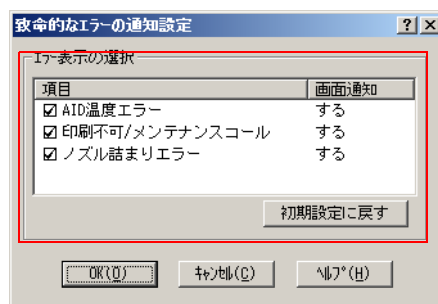 致命的なエラーの通知設定
エラー表示の選択
項目 画面通知
AID温度エラー する
印刷不可/メンテナンスコール する
ノズル詰まりエラー する
初期設定に戻す
OK(O) キャンセル(C) ヘルプ(H)